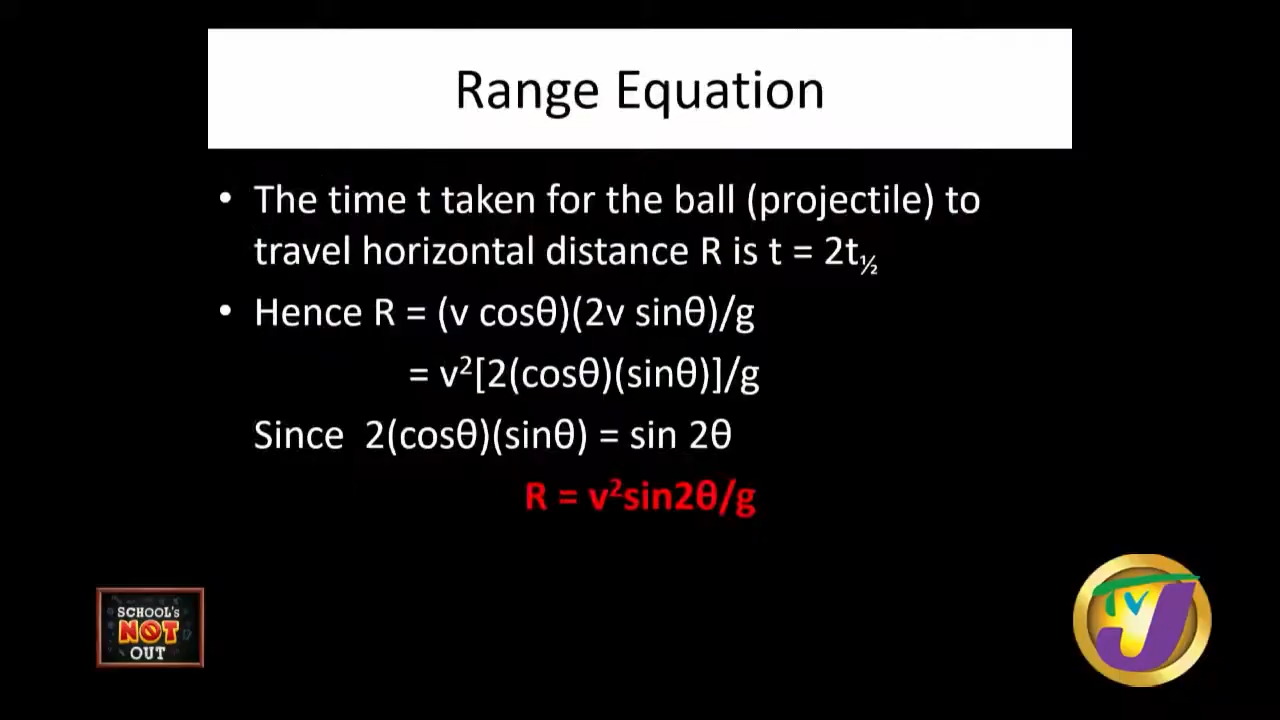 Range Equation
• The time t taken for the ball (projectile) to
travel horizontal distance R is t = 2t½
• Hence R = (v cosθ)(2v sinθ)/g
= v²[2(cosθ)(sinθ)]/g
Since 2(cosθ)(sinθ) = sin 2θ
R = v²sin2θ/g
SCHOOL's
NOT
OUT
TVJ